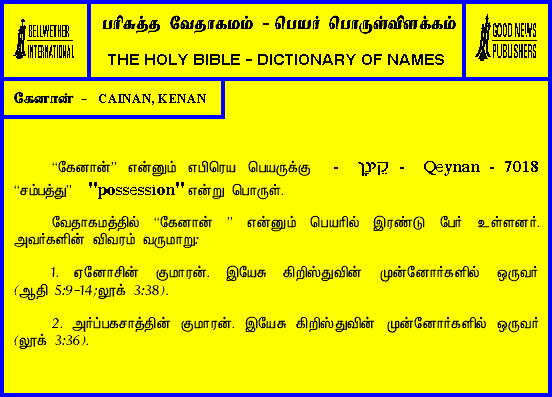 BELLWETHER
INTERNATIONAL
பரிசுத்த வேதாகமம் - பெயர் பொருள்விளக்கம்
THE HOLY BIBLE - DICTIONARY OF NAMES
GOOD NEWS
PUBLISHERS
கேனான் - CAINAN, KENAN
“கேனான்” என்னும் எபிரெய பெயருக்கு - קֵינָן - Qeynan - 7018
“சம்பத்து” "possession" என்று பொருள்.
வேதாகமத்தில் “கேனான் ” என்னும் பெயரில் இரண்டு பேர் உள்ளனர்.
அவர்களின் விவரம் வருமாறு:
1. ஏனோசின் குமாரன். இயேசு கிறிஸ்துவின் முன்னோர்களில் ஒருவர்
(ஆதி 5:9-14;லூக் 3:38).
2. அர்ப்பகசாத்தின் குமாரன். இயேசு கிறிஸ்துவின் முன்னோர்களில் ஒருவர்
(லூக் 3:36).